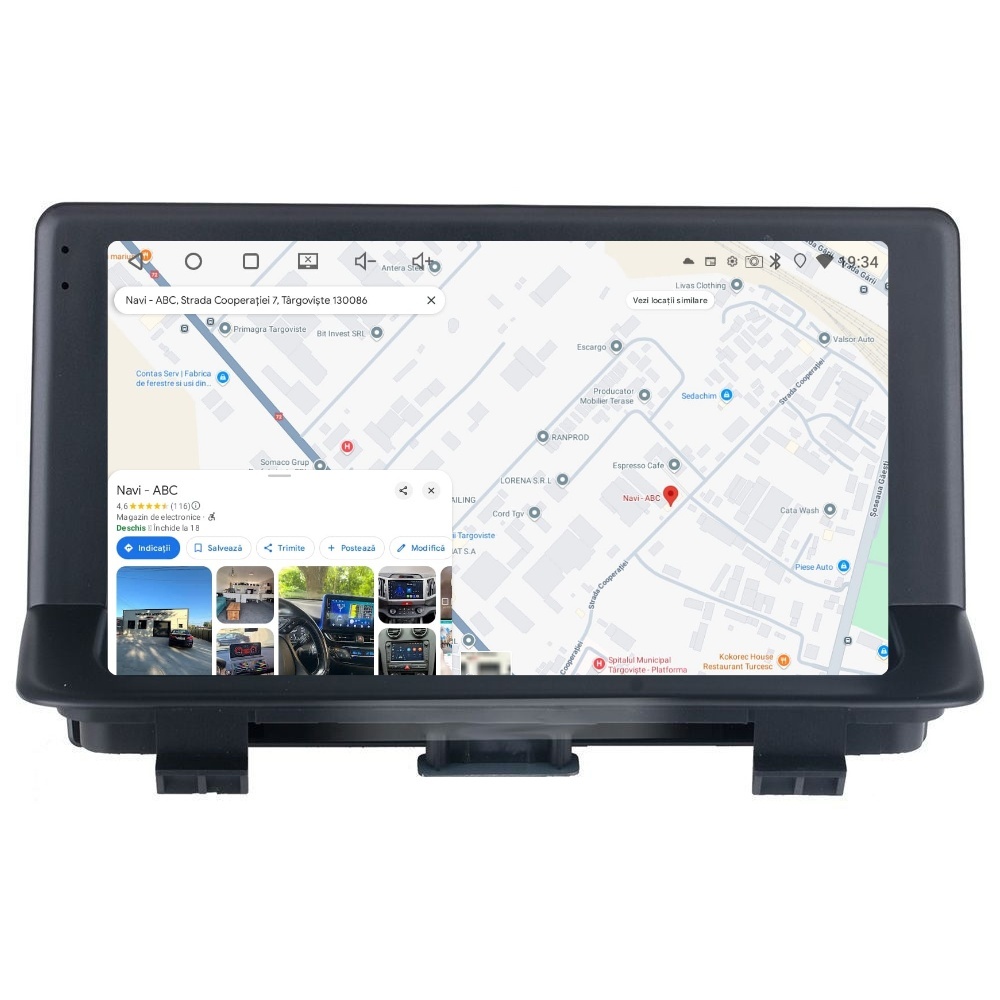 Antera Steel
19:34
Livas Clothing
Navi - ABC, Strada Cooperației 7, Târgoviște 130086
Vezi locații similare
Primagra Targoviste
Bit Invest SRL
Escargo
Valsor Auto
Contas Serv | Fabrica
de ferestre si usi din...
72
Producator
Mobilier Terase
Sedachim
Strada Cooperației
72
H
RANPROD
Somaco Grup
Espresso Cafe
LORENA S.R.L
Navi - ABC
Șoseaua Găești
Cord Tgv
Cata Wash
Targoviste
Piese Auto
Strada Cooperației
Navi - ABC
4,6 (116)
Magazin de electronice ·
Deschis · Închide la 18
Indicații
Salvează
Trimite
Postează
Modifică
H Spitalul Municipal
Târgoviște - Platforma
Kokorec House
Restaurant Turcesc